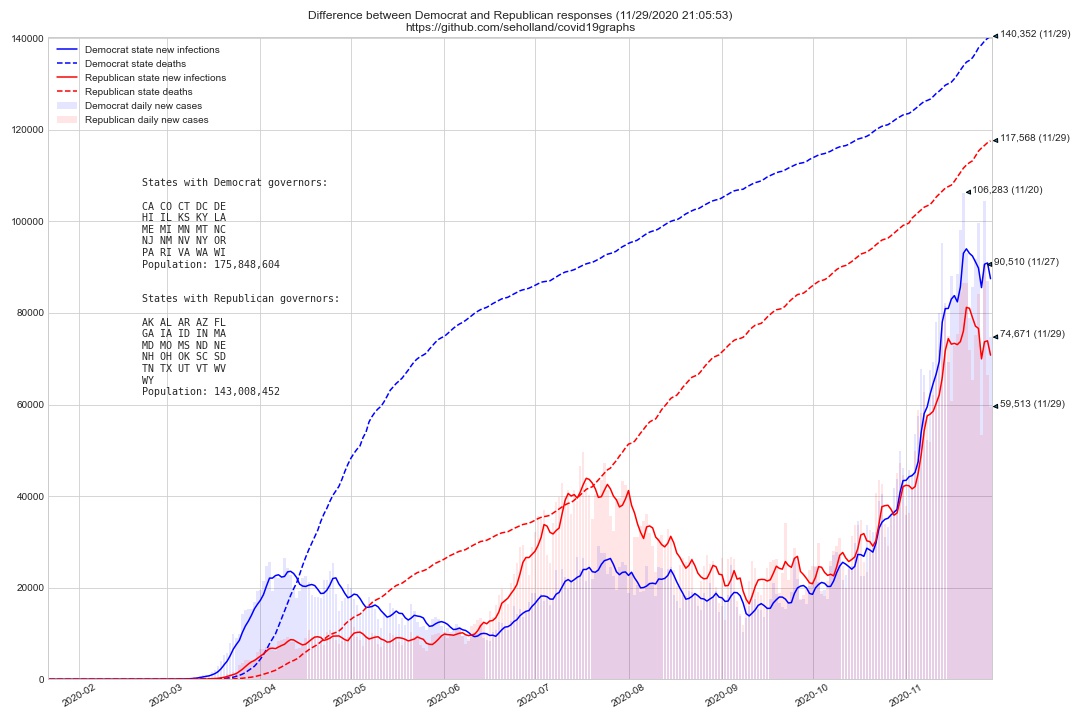 Difference between Democrat and Republican responses (11/29/2020 21:05:53)
https://github.com/seholland/covid19graphs
Democrat state new infections
Democrat state deaths
Republican state new infections
Republican state deaths
Democrat daily new cases
Republican daily new cases
States with Democrat governors:
CA CO CT DC DE
HI IL KS KY LA
ME MI MN MT NC
NJ NM NV NY OR
PA RI VA WA WI
Population: 175,848,604
States with Republican governors:
AK AL AR AZ FL
GA IA ID IN MA
MD MO MS ND NE
NH OH OK SC SD
TN TX UT VT WV
WY
Population: 143,008,452
140,352 (11/29)
117,568 (11/29)
106,283 (11/20)
90,510 (11/27)
74,671 (11/29)
59,513 (11/29)
140000
120000
100000
80000
60000
40000
20000
0
2020-02
2020-03
2020-04
2020-05
2020-06
2020-07
2020-08
2020-09
2020-10
2020-11